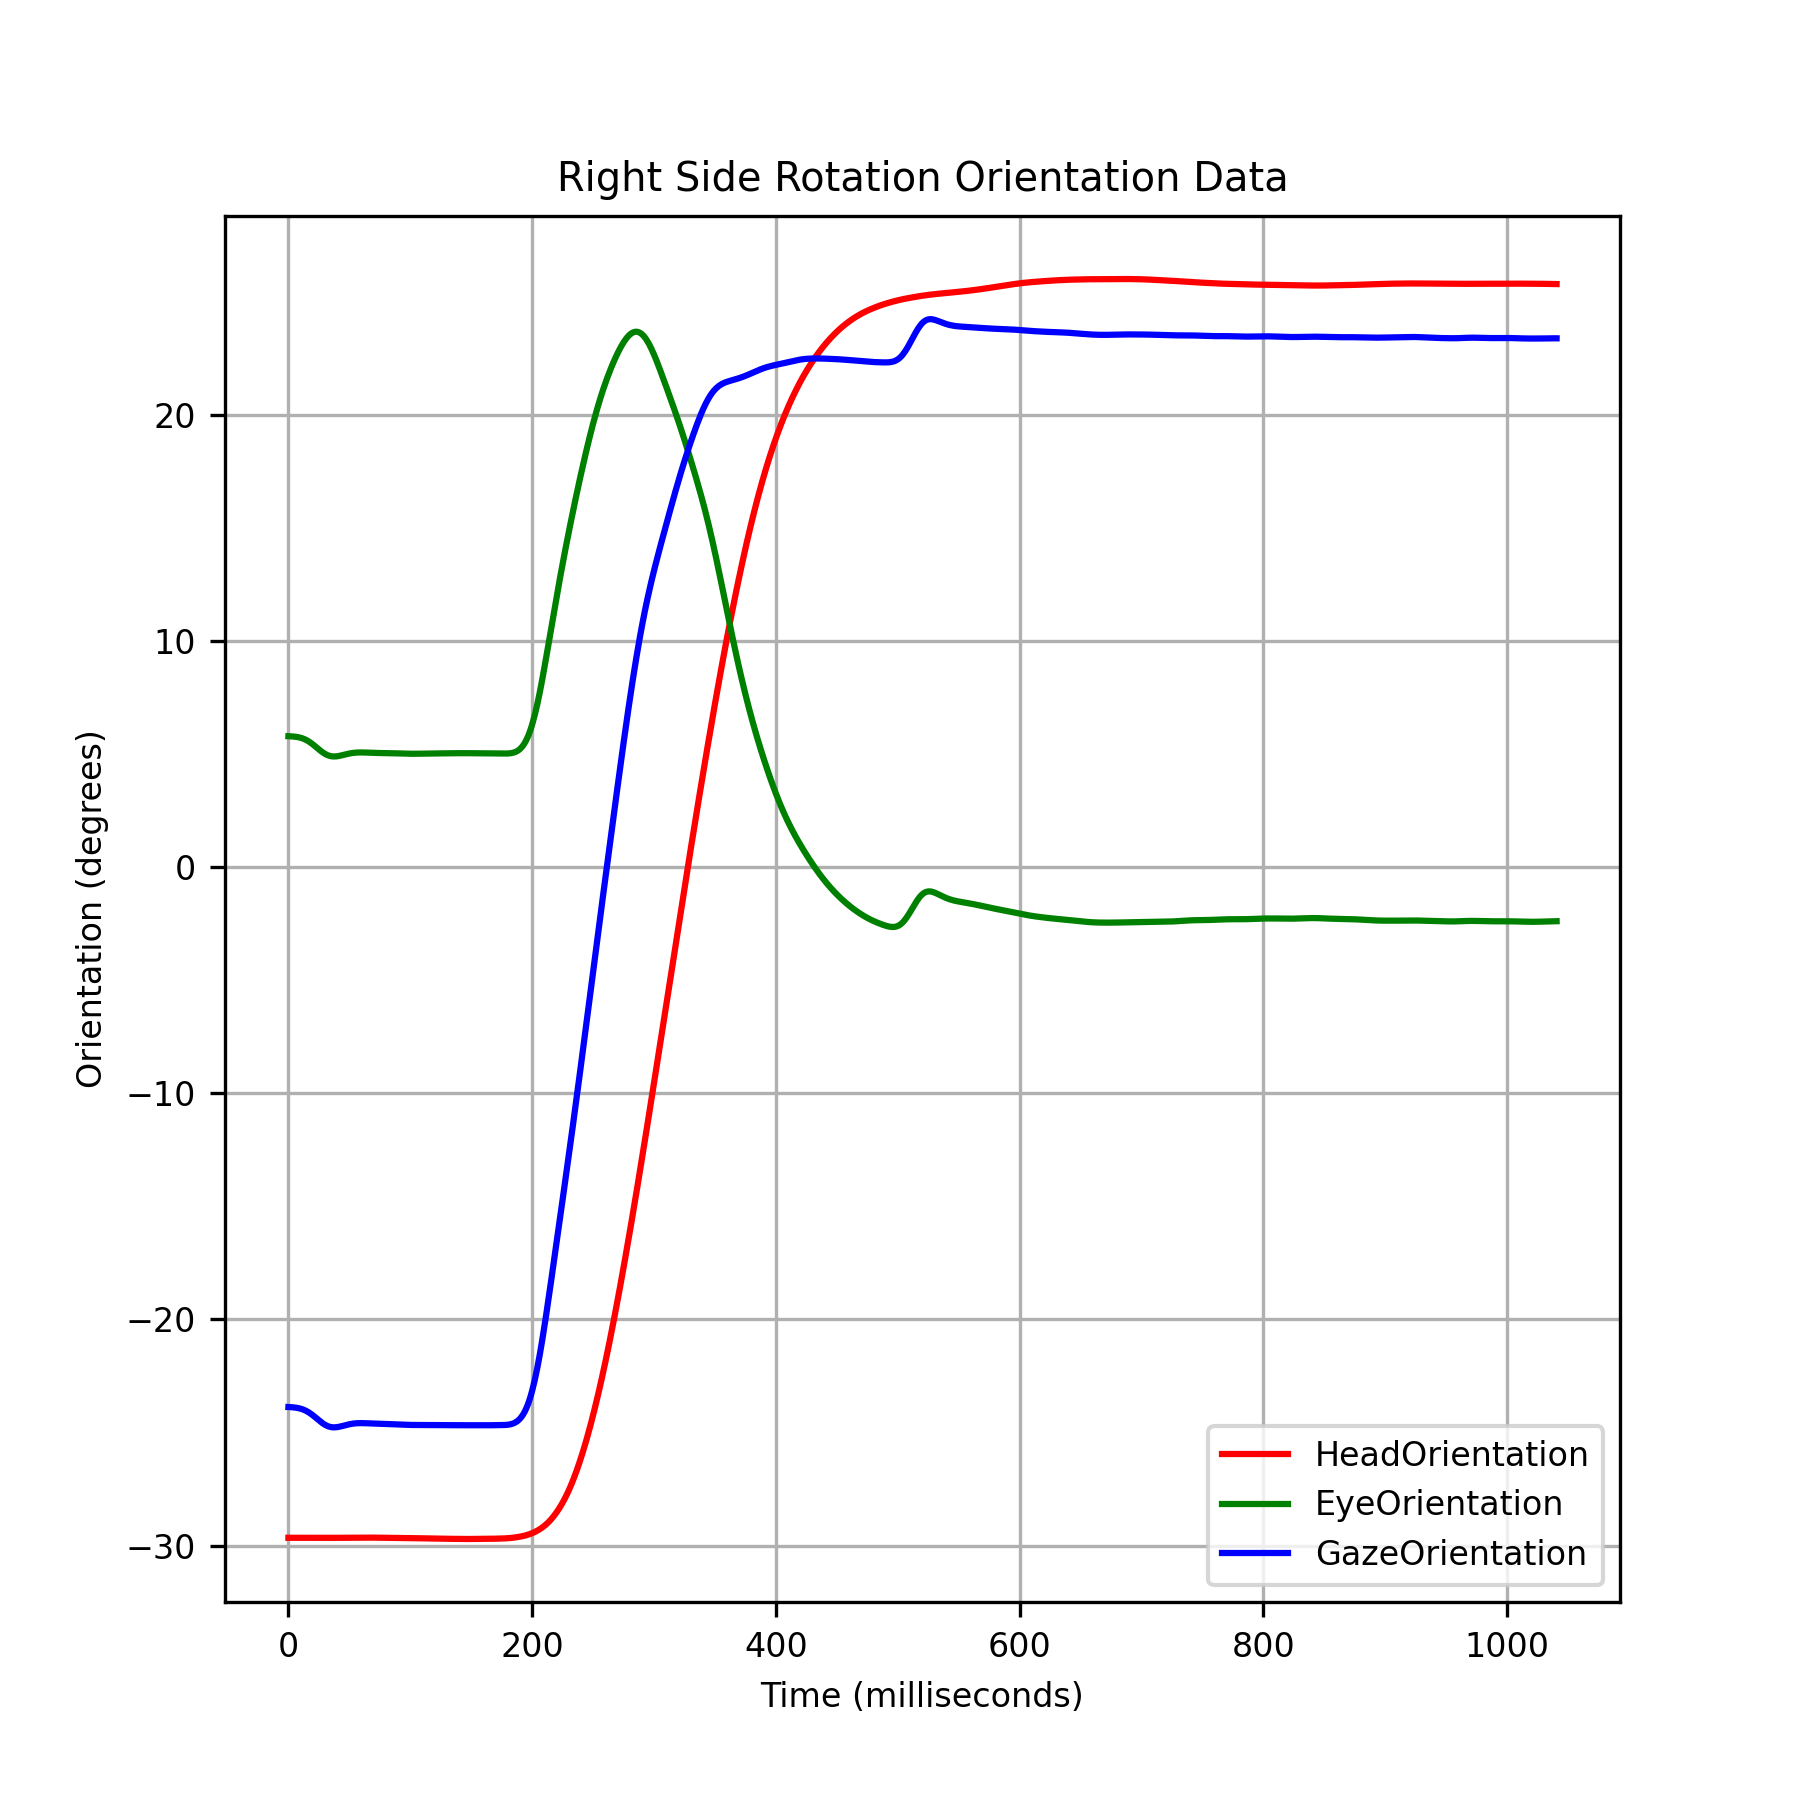 Right Side Rotation Orientation Data
Orientation (degrees)
20
10
0
−10
−20
−30
HeadOrientation
EyeOrientation
GazeOrientation
0 200 400 600 800 1000
Time (milliseconds)